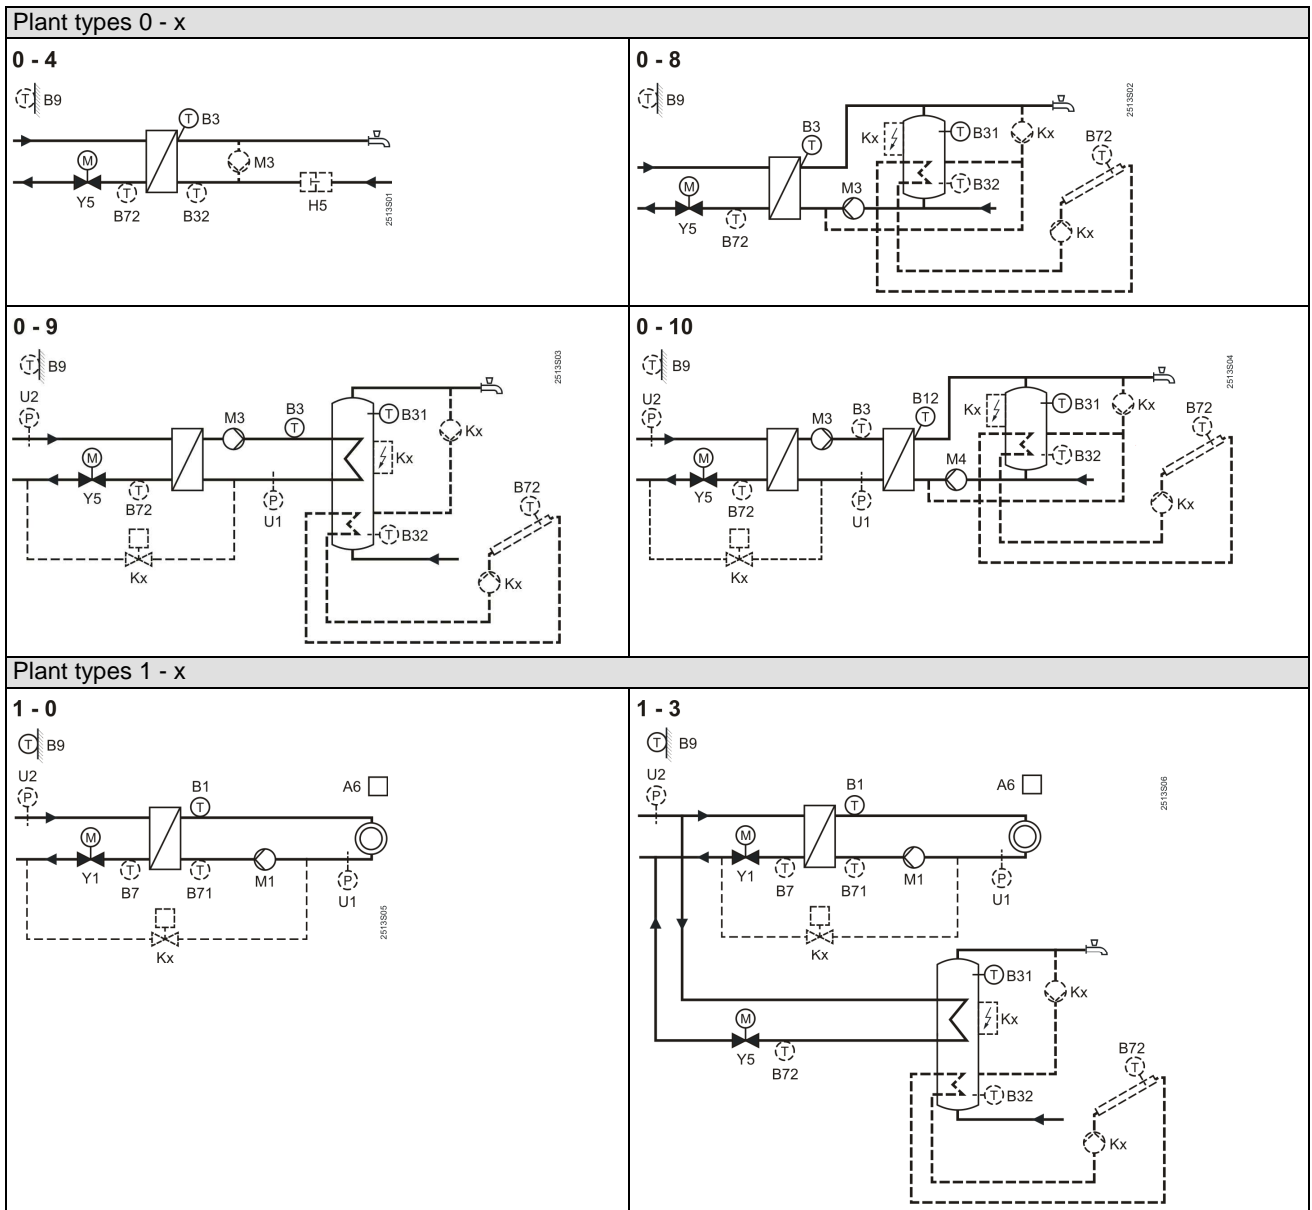 Plant types 0 - x
0 - 4
T B9
T B3
M
M3
T
T
Y5
B72
B32
H5
2513S01
0 - 8
T B9
2513S02
B3
T
Kx
T B31
Kx
B72
T
M
M3
T B32
Y5
T
B72
Kx
0 - 9
T B9
2513S03
U2
P
M3
B3
T
T B31
Kx
M
Kx
Y5
T
B72
P
U1
B72
T
T B32
Kx
Kx
0 - 10
T B9
2513S04
U2
P
M3
B3
T
B12
T
Kx
T B31
Kx
B72
T
M
M4
T B32
Y5
T
B72
P
U1
Kx
Kx
Plant types 1 - x
1 - 0
T B9
U2
P
B1
T
A6
M
Y1
T
B7
T
B71
M1
P
U1
2513S05
Kx
1 - 3
T B9
U2
P
B1
T
A6
2513S06
M
Y1
T
B7
T
B71
M1
P
U1
Kx
T B31
Kx
Kx
M
Y5
T
B72
B72
T
T B32
Kx